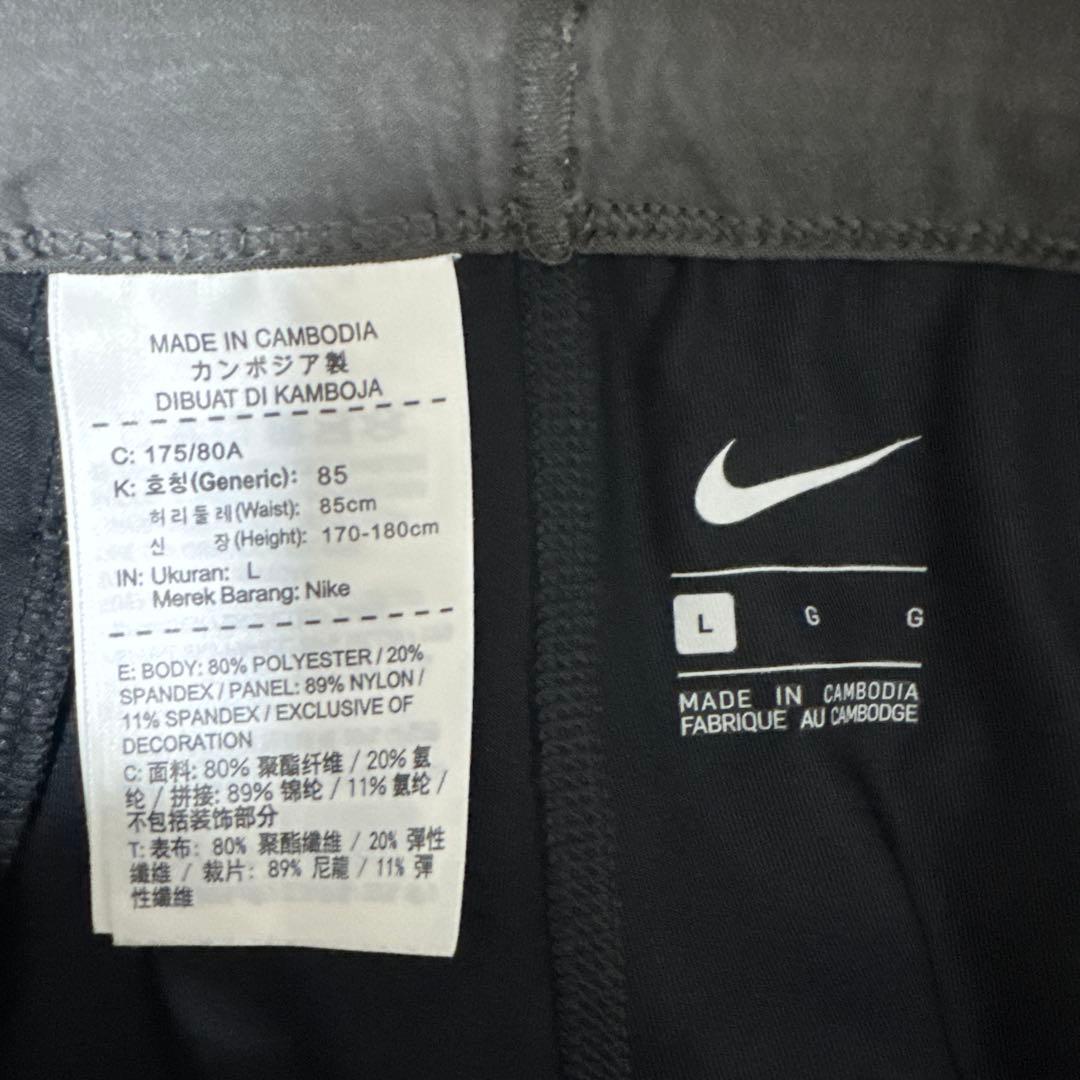 MADE IN CAMBODIA
カンボジア製
DIBUAT DI KAMBOJA
C: 175/80A
K: 호칭(Generic): 85
허리둘레(Waist): 85cm
신 장(Height): 170-180cm
IN: Ukuran: L
Merek Barang: Nike
E: BODY: 80% POLYESTER / 20%
SPANDEX / PANEL: 89% NYLON /
11% SPANDEX / EXCLUSIVE OF
DECORATION
C: 面料: 80% 聚酯纤维 / 20% 氨
纶 / 拼接: 89% 锦纶 / 11% 氨纶 /
不包括装饰部分
T: 表布: 80% 聚酯纖維 / 20% 彈性
纖維 / 裁片: 89% 尼龍 / 11% 彈
性纖維
L G G
MADE IN CAMBODIA
FABRIQUE AU CAMBODGE